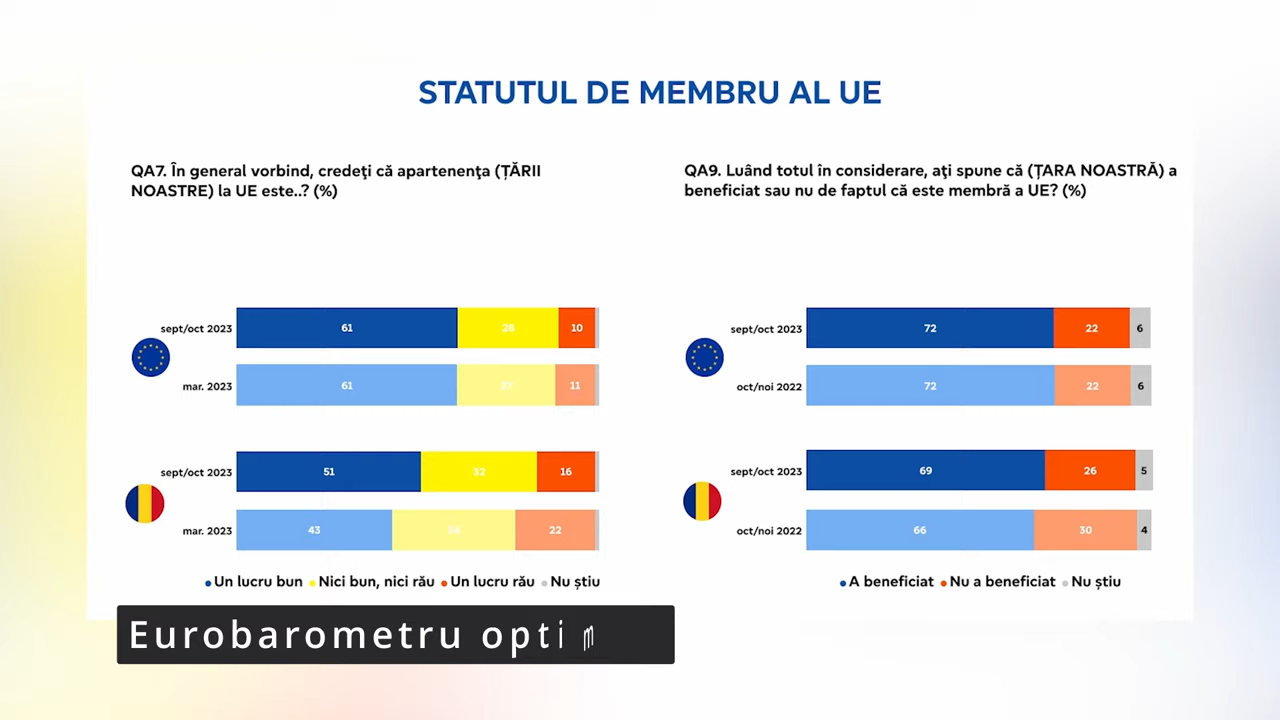 STATUTUL DE MEMBRU AL UE
QA7. În general vorbind, credeţi că apartenenţa (ȚĂRII
NOASTRE) la UE este..? (%)
sept/oct 2023 61 28 10
mar. 2023 61 27 11
sept/oct 2023 51 32 16
mar. 2023 43 22
Un lucru bun Nici bun, nici rău Un lucru rău Nu știu
QA9. Luând totul în considerare, aţi spune că (ȚARA NOASTRĂ) a
beneficiat sau nu de faptul că este membră a UE? (%)
sept/oct 2023 72 22 6
oct/noi 2022 72 22 6
sept/oct 2023 69 26 5
oct/noi 2022 66 30 4
A beneficiat Nu a beneficiat Nu știu
Eurobarometru optim